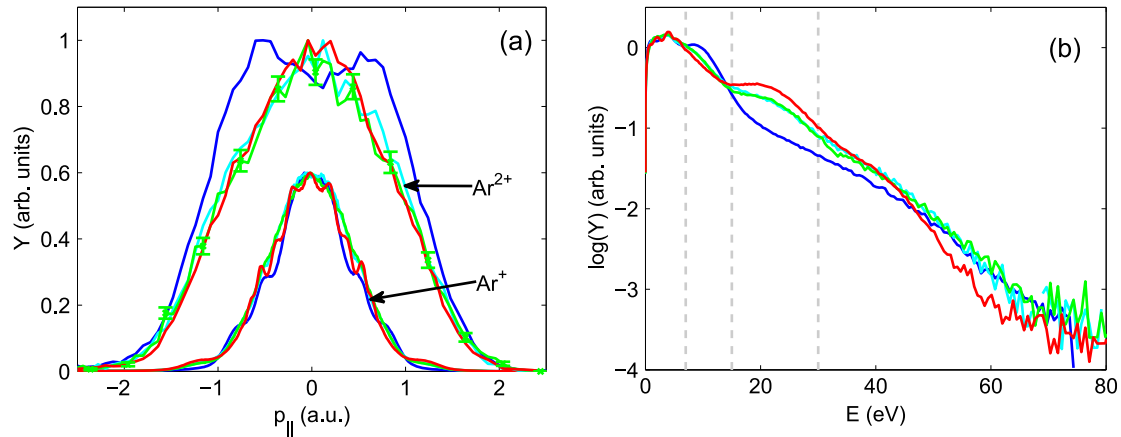 (a)
1
0.8
0.6
0.4
0.2
0
Y (arb. units)
Ar2+
Ar+
−2
−1
0
1
2
p|| (a.u.)
(b)
0.0
−1
−2
−3
−4
log(Y) (arb. units)
0
20
40
60
80
E (eV)